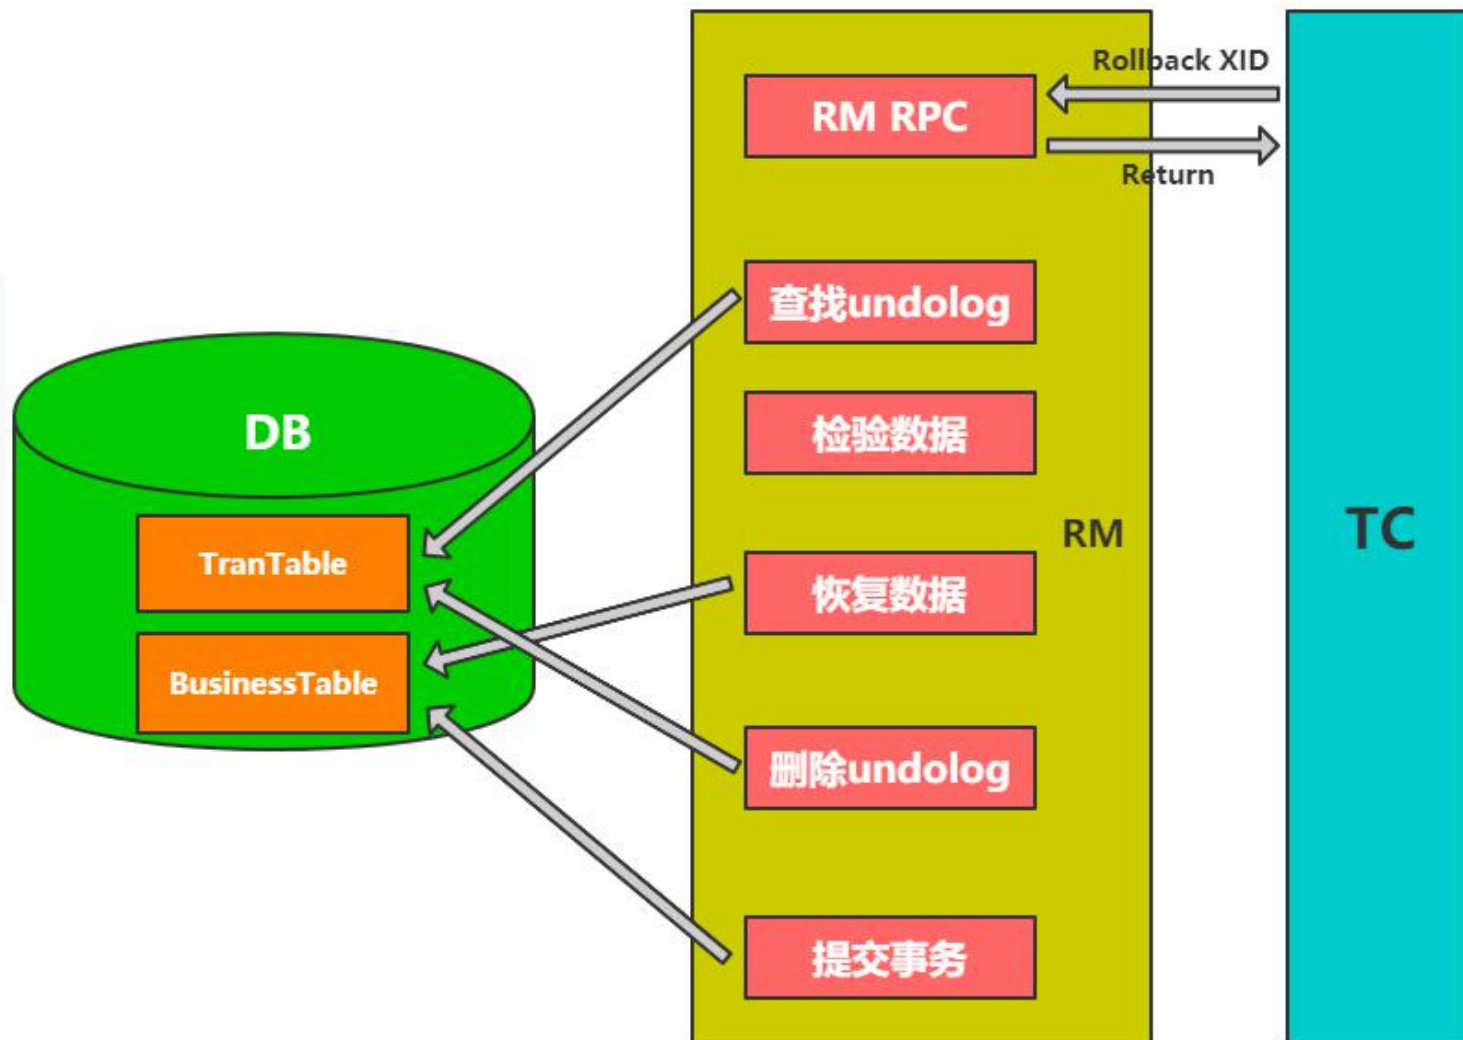 Rollback XID
RM RPC
Return
查找undolog
检验数据
DB
RM
TC
TranTable
恢复数据
BusinessTable
删除undolog
提交事务